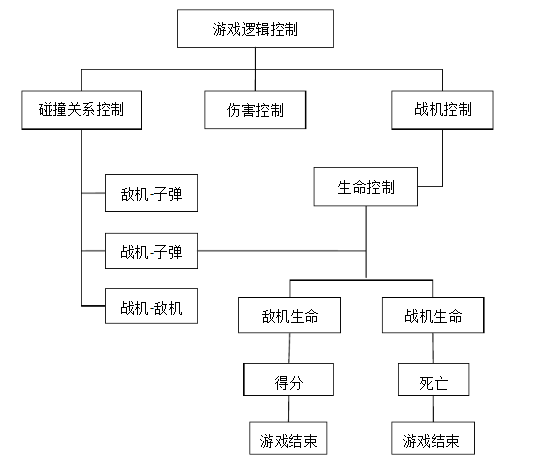 游戏逻辑控制
碰撞关系控制
伤害控制
战机控制
敌机-子弹
生命控制
战机-子弹
战机-敌机
敌机生命
战机生命
得分
死亡
游戏结束
游戏结束